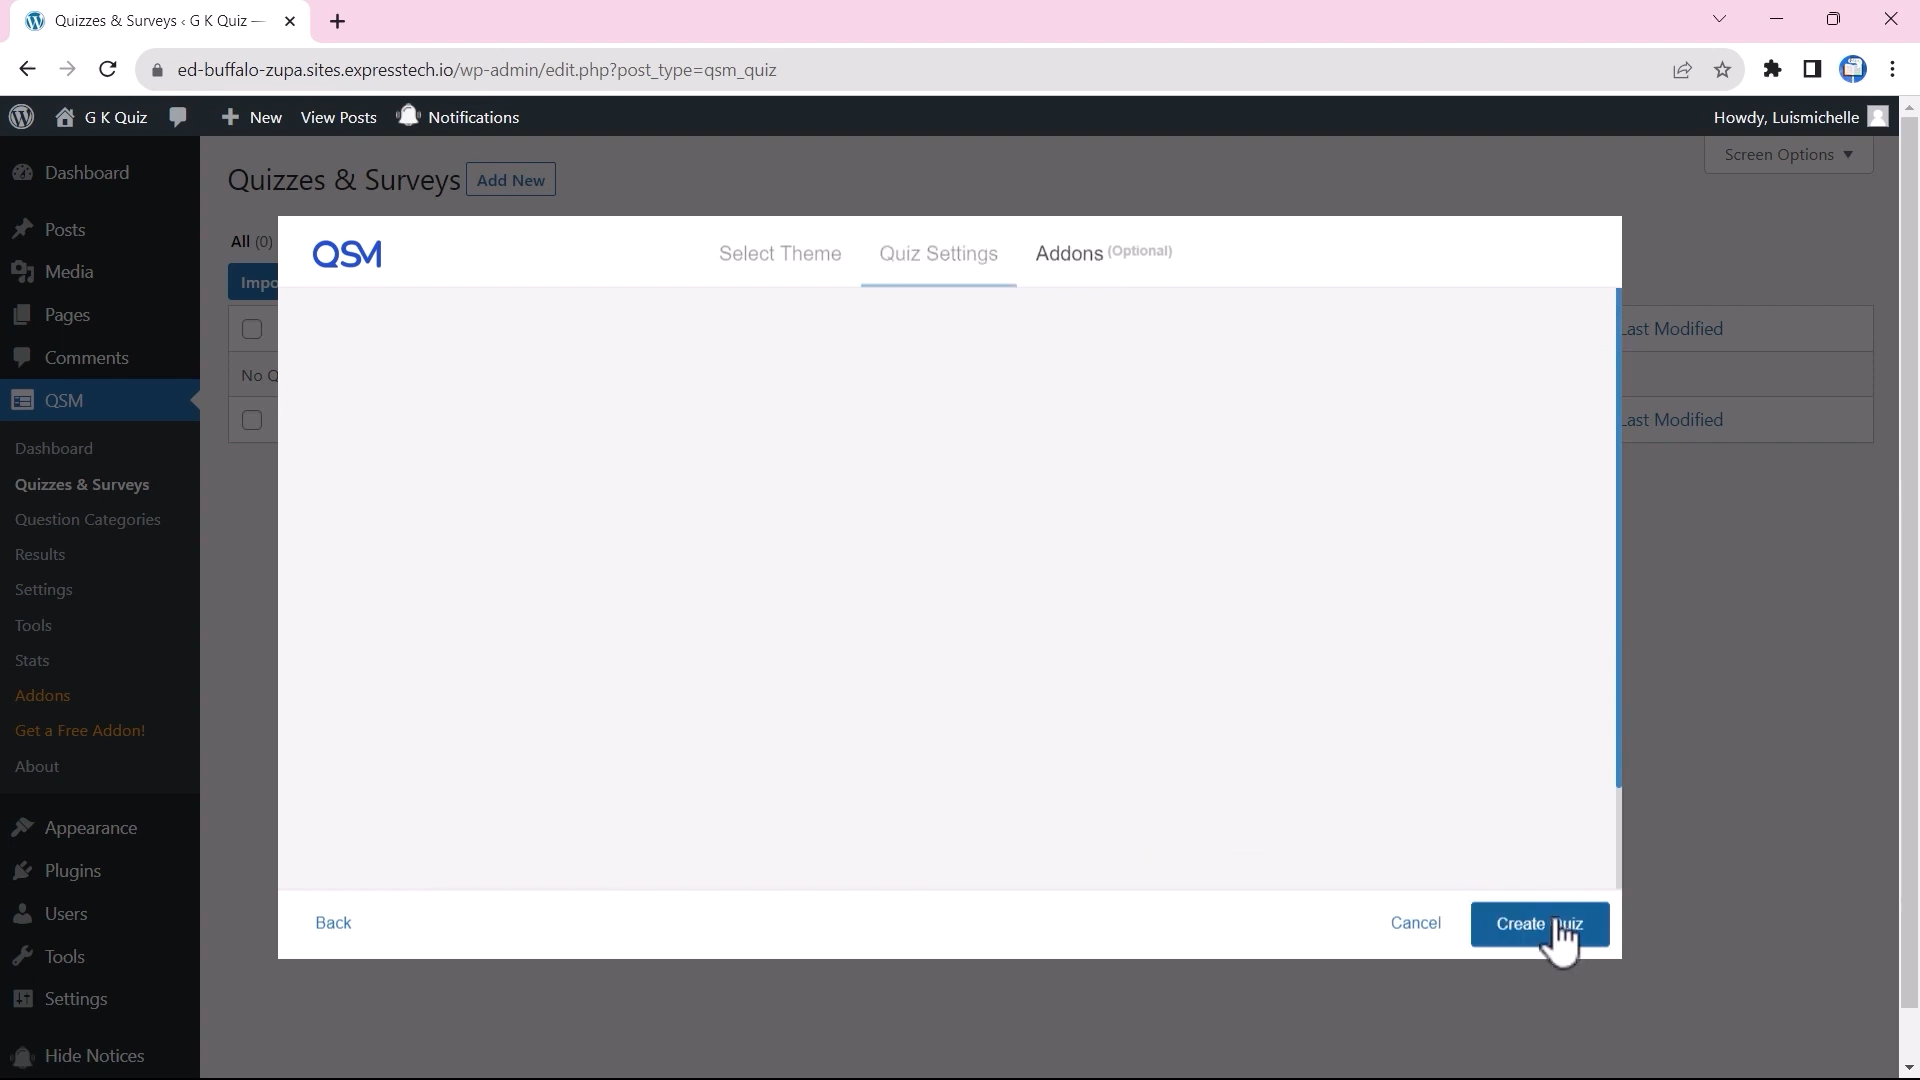 Quizzes & Surveys ‹ G K Quiz —
ed-buffalo-zupa.sites.expresstech.io/wp-admin/edit.php?post_type=qsm_quiz
G K Quiz
New
View Posts
Notifications
Howdy, Luismichelle
Screen Options
Dashboard
Posts
Media
Pages
Comments
QSM
Dashboard
Quizzes & Surveys
Question Categories
Results
Settings
Tools
Stats
Addons
Get a Free Addon!
About
Appearance
Plugins
Users
Tools
Settings
Hide Notices
Quizzes & Surveys
Add New
All (0)
Last Modified
No
Last Modified
QSM
Select Theme
Quiz Settings
Addons (Optional)
Back
Cancel
Create Quiz